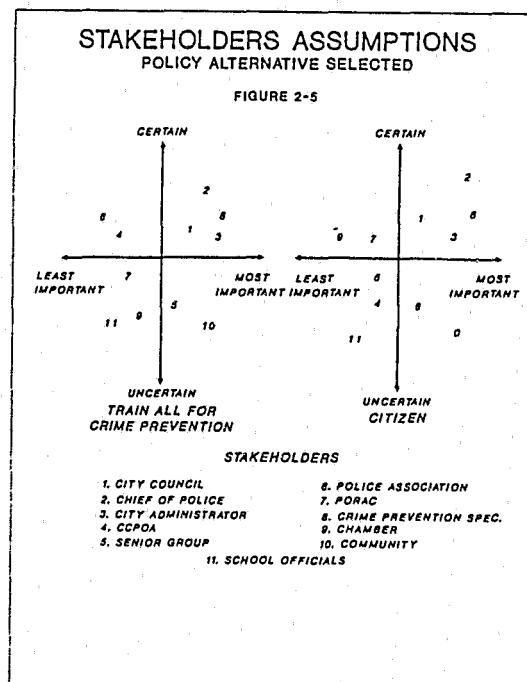 STAKEHOLDERS ASSUMPTIONS
POLICY ALTERNATIVE SELECTED
FIGURE 2-5
CERTAIN
CERTAIN
2
2
6
8
1
6
4
1
3
9
7
3
LEAST IMPORTANT
MOST IMPORTANT
LEAST IMPORTANT
MOST IMPORTANT
7
6
5
4
11
9
10
11
0
UNCERTAIN
UNCERTAIN
TRAIN ALL FOR
CRIME PREVENTION
CITIZEN
STAKEHOLDERS
1. CITY COUNCIL
2. CHIEF OF POLICE
3. CITY ADMINISTRATOR
4. CCPOA
5. SENIOR GROUP
6. POLICE ASSOCIATION
7. PORAC
8. CRIME PREVENTION SPEC.
9. CHAMBER
10. COMMUNITY
11. SCHOOL OFFICIALS